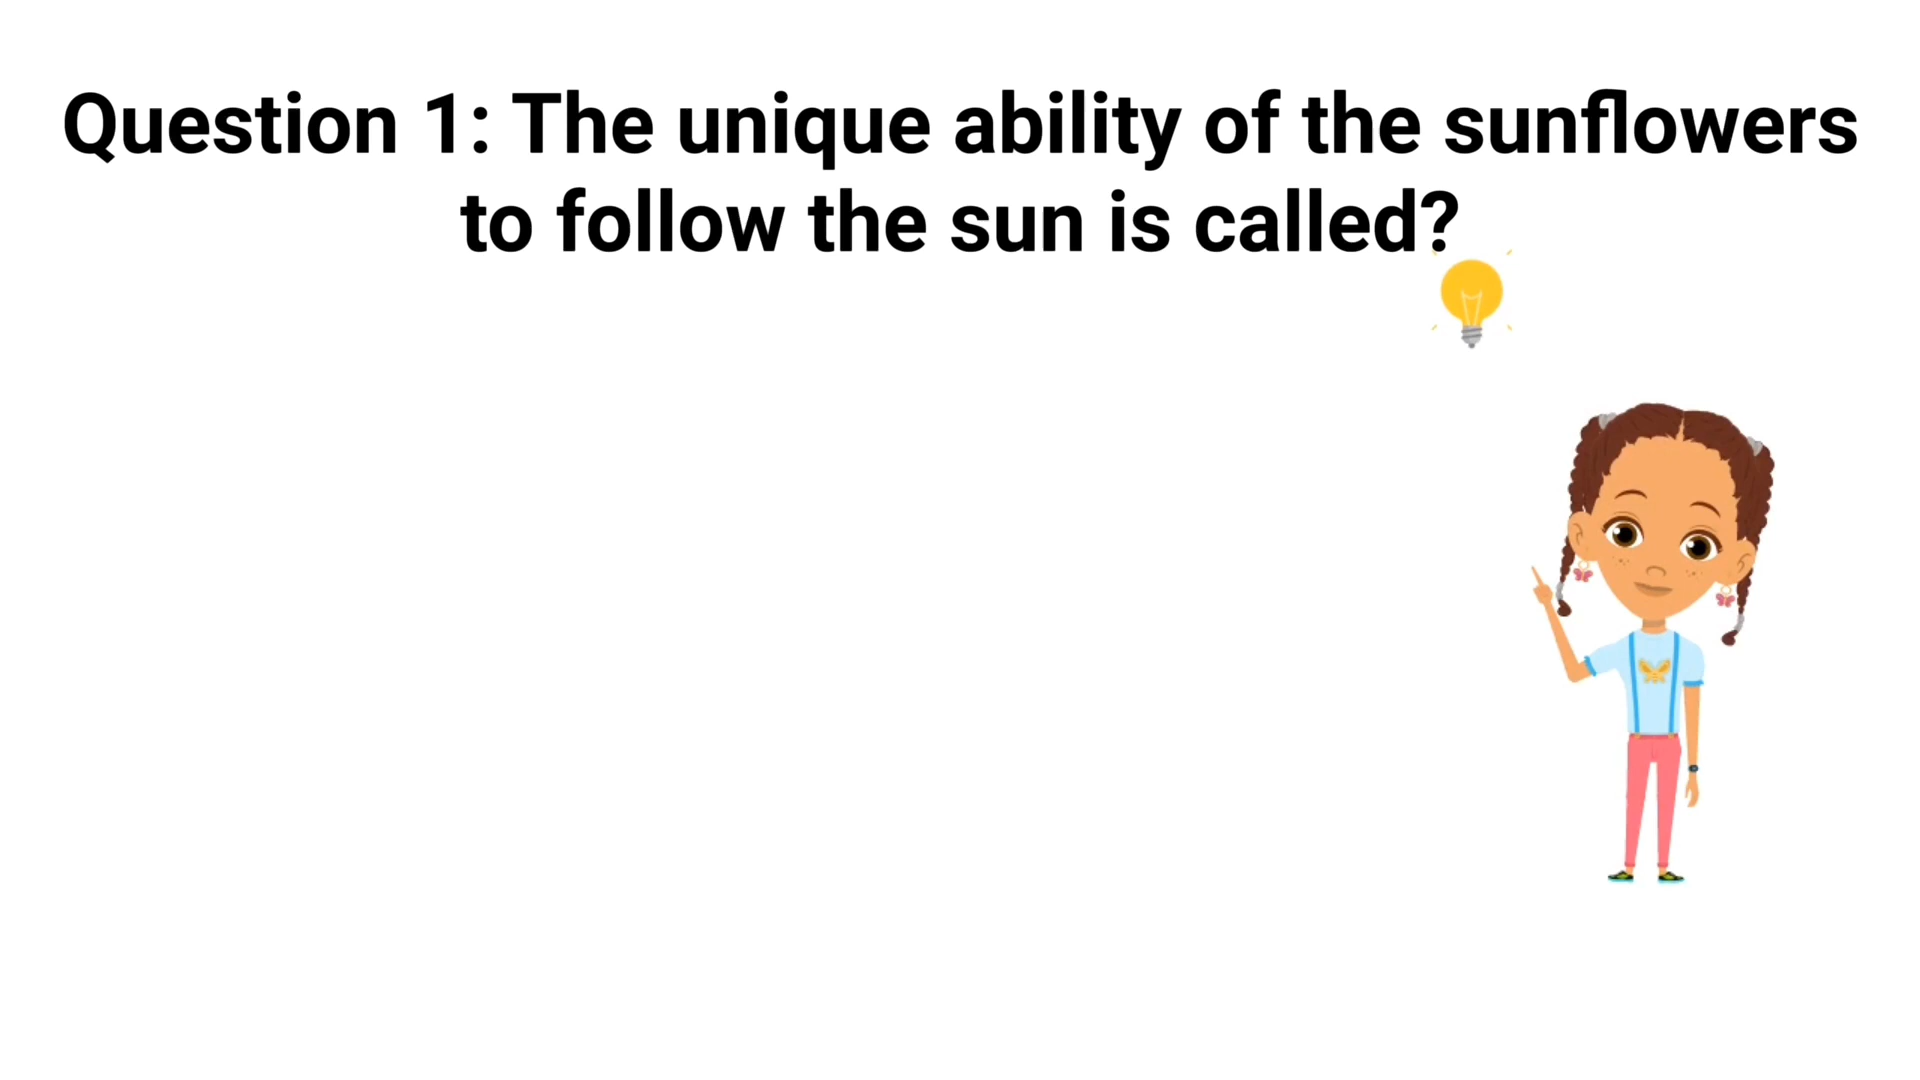 Question 1: The unique ability of the sunflowers
to follow the sun is called?